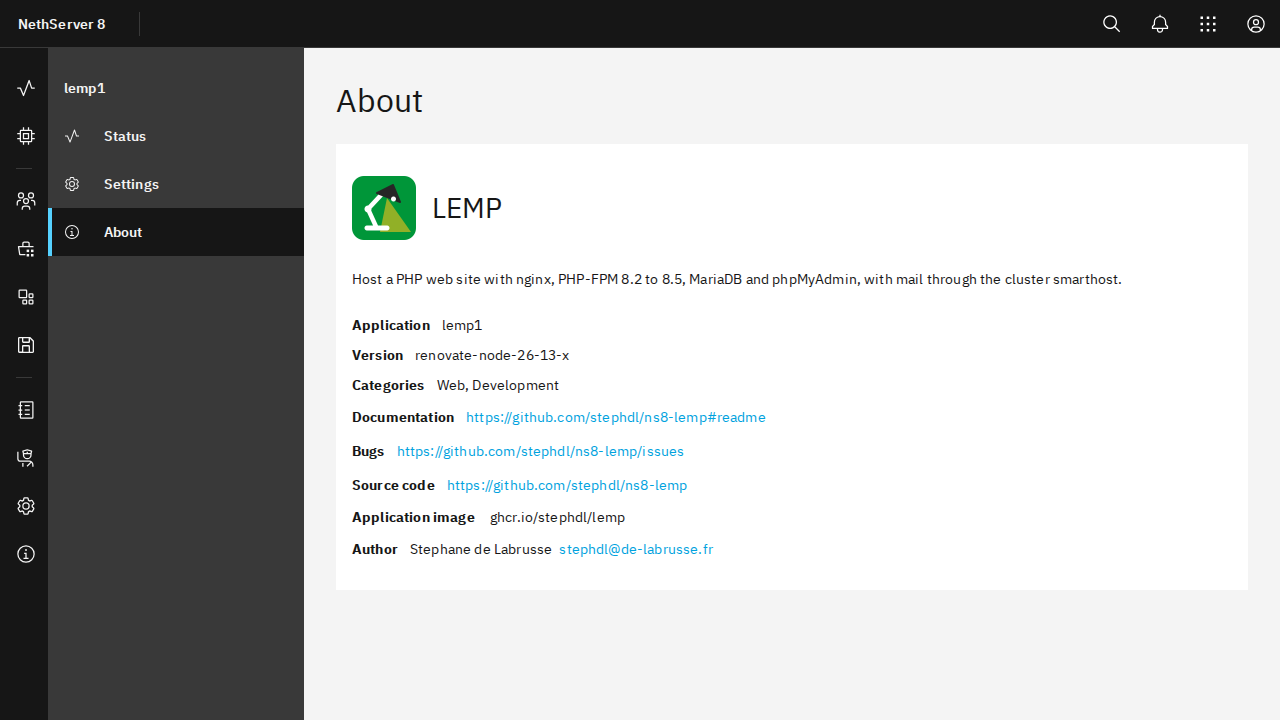 NethServer 8
lemp1
Status
Settings
About
About
LEMP
Host a PHP web site with nginx, PHP-FPM 8.2 to 8.5, MariaDB and phpMyAdmin, with mail through the cluster smarthost.
Application lemp1
Version renovate-node-26-13-x
Categories Web, Development
Documentation https://github.com/stephdl/ns8-lemp#readme
Bugs https://github.com/stephdl/ns8-lemp/issues
Source code https://github.com/stephdl/ns8-lemp
Application image ghcr.io/stephdl/lemp
Author Stephane de Labrusse stephdl@de-labrusse.fr